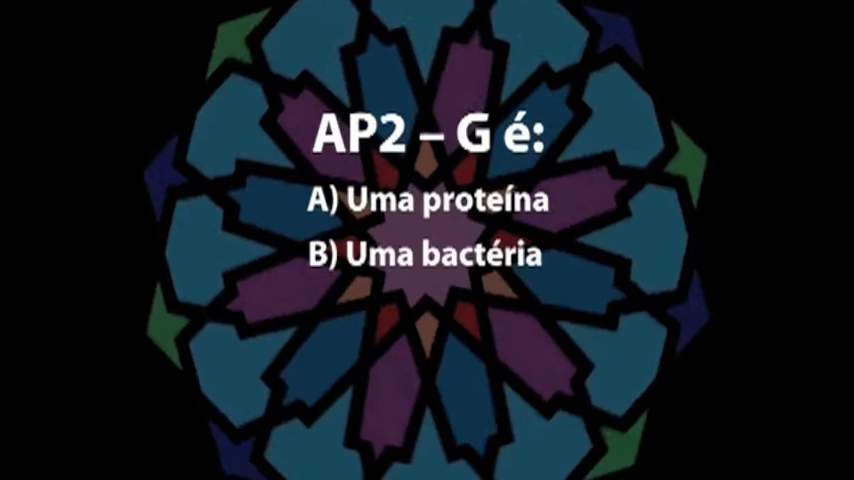 AP2 – G é:
A) Uma proteína
B) Uma bactéria